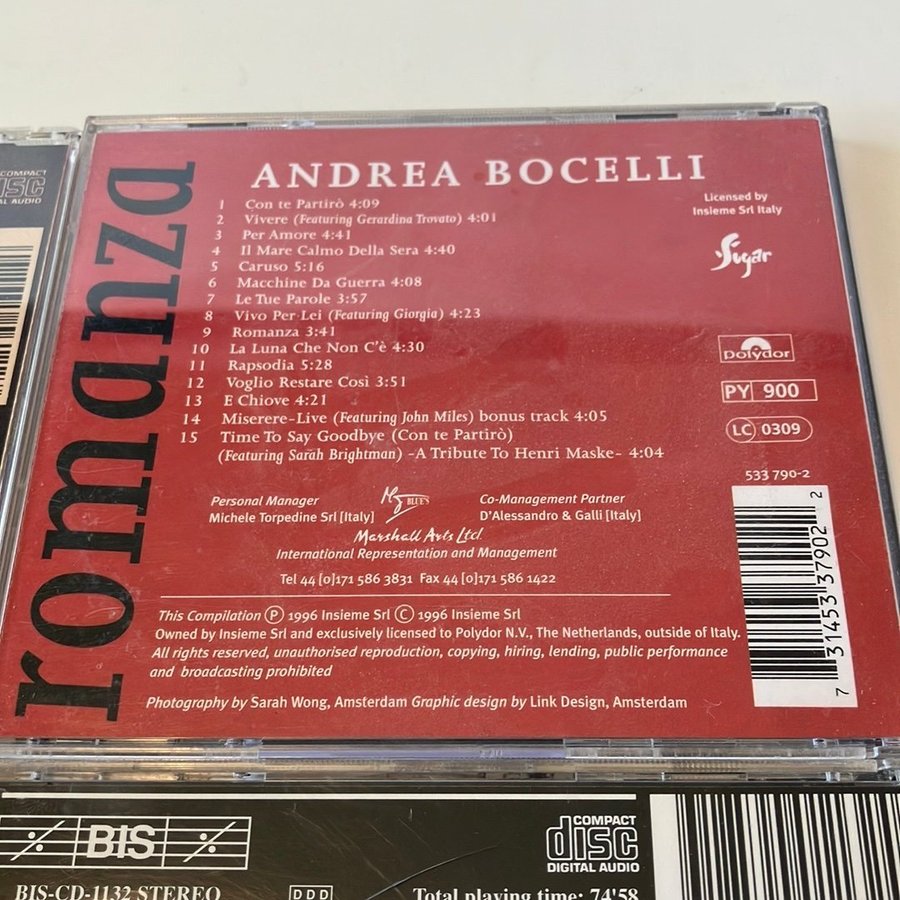 COMPACT
disc
DIGITAL AUDIO
romanza
ANDREA BOCELLI
1 Con te Partirò 4:09
2 Vivere (Featuring Gerardina Trovato) 4:01
3 Per Amore 4:41
4 Il Mare Calmo Della Sera 4:40
5 Caruso 5:16
6 Macchine Da Guerra 4:08
7 Le Tue Parole 3:57
8 Vivo Per Lei (Featuring Giorgia) 4:23
9 Romanza 3:41
10 La Luna Che Non C'è 4:30
11 Rapsodia 5:28
12 Voglio Restare Così 3:51
13 E Chiove 4:21
14 Miserere-Live (Featuring John Miles) bonus track 4:05
15 Time To Say Goodbye (Con te Partirò)
(Featuring Sarah Brightman) -A Tribute To Henri Maske- 4:04
Licensed by
Insieme Srl Italy
Sugar
polydor
PY 900
LC 0309
533 790-2
7 31453 37902 2
Personal Manager
Michele Torpedine Srl [Italy]
BLUE'S
Co-Management Partner
D'Alessandro & Galli [Italy]
Marshall Arts Ltd.
International Representation and Management
Tel 44 [0]171 586 3831 Fax 44 [0]171 586 1422
This Compilation Ⓟ 1996 Insieme Srl Ⓒ 1996 Insieme Srl
Owned by Insieme Srl and exclusively licensed to Polydor N.V., The Netherlands, outside of Italy.
All rights reserved, unauthorised reproduction, copying, hiring, lending, public performance
and broadcasting prohibited
Photography by Sarah Wong, Amsterdam Graphic design by Link Design, Amsterdam
BIS
COMPACT
disc
DIGITAL AUDIO
BIS-CD-1132 STEREO
DDD
Total playing time: 74'58